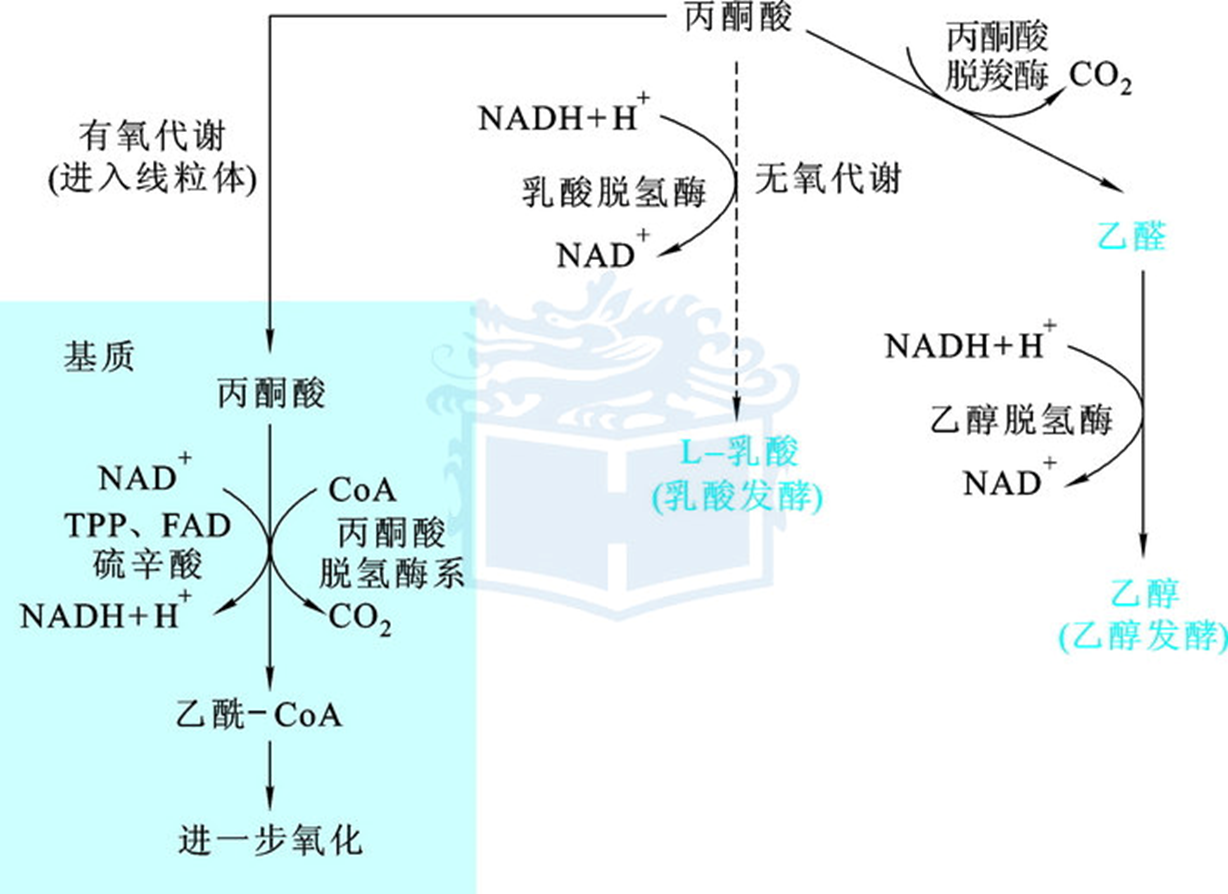 丙酮酸
丙酮酸
脱羧酶
CO₂
有氧代谢
(进入线粒体)
NADH+H⁺
乳酸脱氢酶
NAD⁺
无氧代谢
乙醛
基质
丙酮酸
NAD⁺
TPP、FAD
硫辛酸
NADH+H⁺
CoA
丙酮酸
脱氢酶系
CO₂
乙酰-CoA
进一步氧化
L-乳酸
(乳酸发酵)
NADH+H⁺
乙醇脱氢酶
NAD⁺
乙醇
(乙醇发酵)